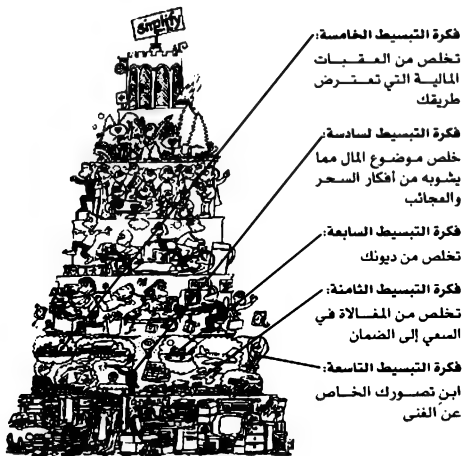 simplify
فكرة التبسيط الخامسة:
تخلص من العقبات
المالية التي تعترض
طريقك
فكرة التبسيط لسادسة:
خلص موضوع المال مما
يشوبه من أفكار السحر
والعجائب
فكرة التبسيط السابعة:
تخلص من ديونك
فكرة التبسيط الثامنة:
تخلص من المغالاة في
السعي إلى الضمان
فكرة التبسيط التاسعة:
ابنِ تصورك الخاص
عن الغنى